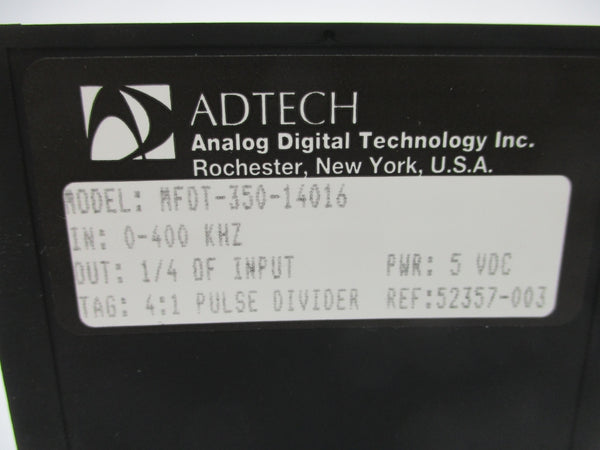 ADTECH
Analog Digital Technology Inc.
Rochester, New York, U.S.A.
MODEL: MFDT-350-14016
IN: 0-400 KHZ
OUT: 1/4 OF INPUT PWR: 5 VDC
TAG: 4:1 PULSE DIVIDER REF:52357-003